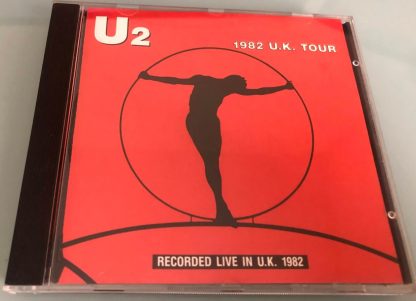 U2
1982 U.K. TOUR
RECORDED LIVE IN U.K. 1982